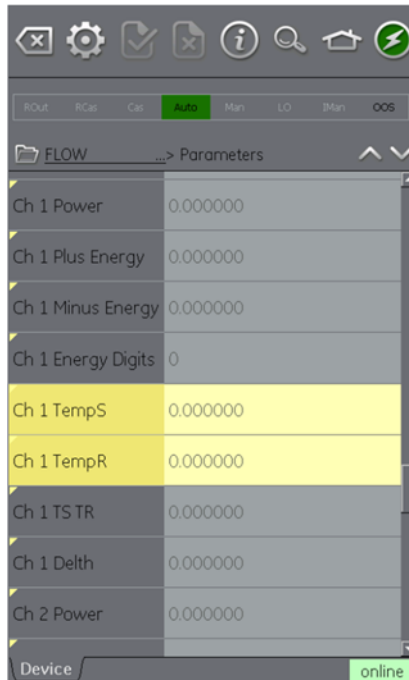 ROut RCas Cas Auto Man LO IMan OOS
FLOW ...> Parameters
Ch 1 Power 0.000000
Ch 1 Plus Energy 0.000000
Ch 1 Minus Energy 0.000000
Ch 1 Energy Digits 0
Ch 1 TempS 0.000000
Ch 1 TempR 0.000000
Ch 1 TS TR 0.000000
Ch 1 Delth 0.000000
Ch 2 Power 0.000000
Device online